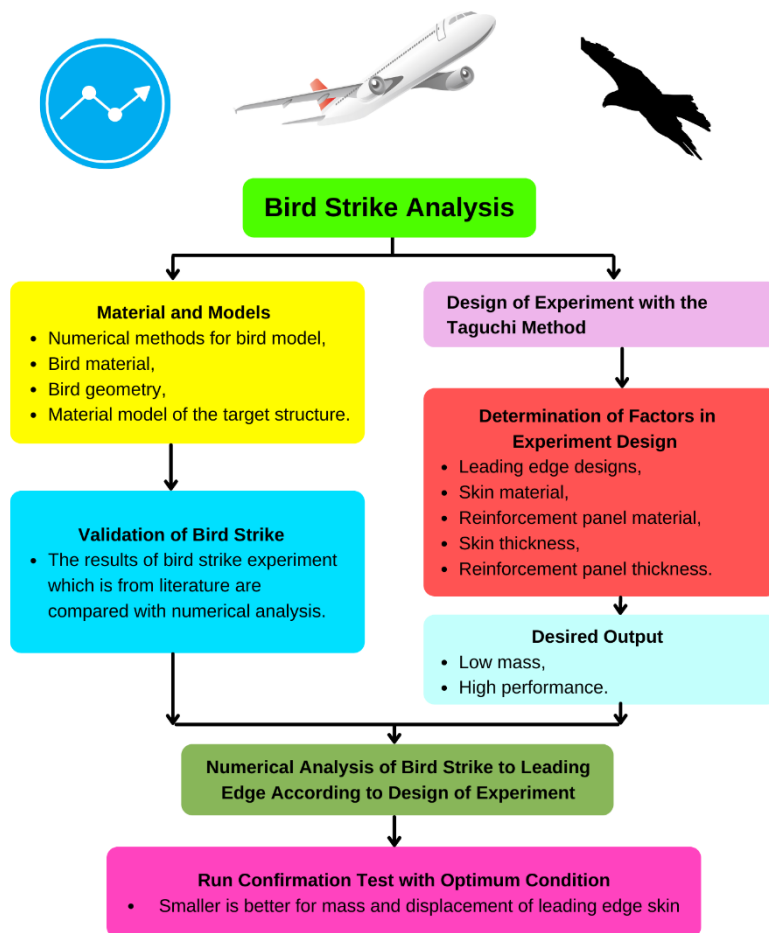 Bird Strike Analysis
Material and Models
• Numerical methods for bird model,
• Bird material,
• Bird geometry,
• Material model of the target structure.
Validation of Bird Strike
• The results of bird strike experiment
which is from literature are
compared with numerical analysis.
Design of Experiment with the
Taguchi Method
Determination of Factors in
Experiment Design
• Leading edge designs,
• Skin material,
• Reinforcement panel material,
• Skin thickness,
• Reinforcement panel thickness.
Desired Output
• Low mass,
• High performance.
Numerical Analysis of Bird Strike to Leading
Edge According to Design of Experiment
Run Confirmation Test with Optimum Condition
• Smaller is better for mass and displacement of leading edge skin